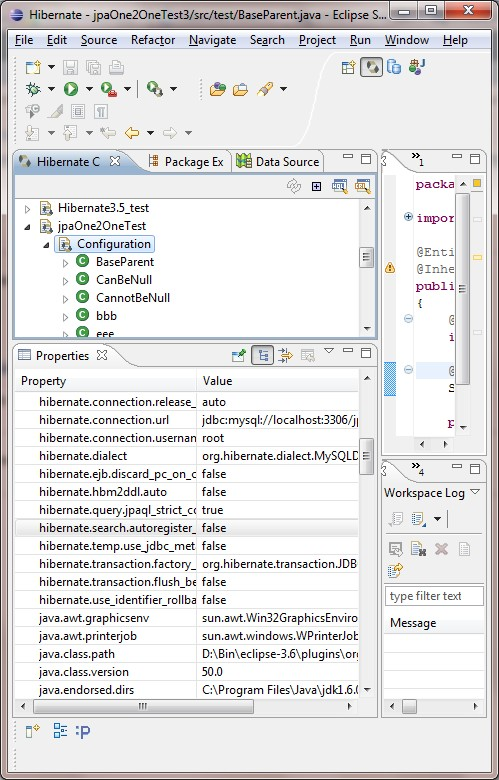 Hibernate - jpaOne2OneTest3/src/test/BaseParent.java - Eclipse S...
File Edit Source Refactor Navigate Search Project Run Window Help
Hibernate C Package Ex Data Source
Hibernate3.5_test
jpaOne2OneTest
Configuration
BaseParent
CanBeNull
CannotBeNull
bbb
eee
1
packa
impor
@Enti
@Inhe
publi
{
@
i
@
S
p
Properties
Property Value
hibernate.connection.release_ auto
hibernate.connection.url jdbc:mysql://localhost:3306/jp
hibernate.connection.usernan root
hibernate.dialect org.hibernate.dialect.MySQLD
hibernate.ejb.discard_pc_on_c false
hibernate.hbm2ddl.auto false
hibernate.query.jpaql_strict_cc true
hibernate.search.autoregister_ false
hibernate.temp.use_jdbc_met false
hibernate.transaction.factory_ org.hibernate.transaction.JDB
hibernate.transaction.flush_be false
hibernate.use_identifier_rollba false
java.awt.graphicsenv sun.awt.Win32GraphicsEnviro
java.awt.printerjob sun.awt.windows.WPrinterJob
java.class.path D:\Bin\eclipse-3.6\plugins\org
java.class.version 50.0
java.endorsed.dirs C:\Program Files\Java\jdk1.6.0
4
Workspace Log
type filter text
Message
:P